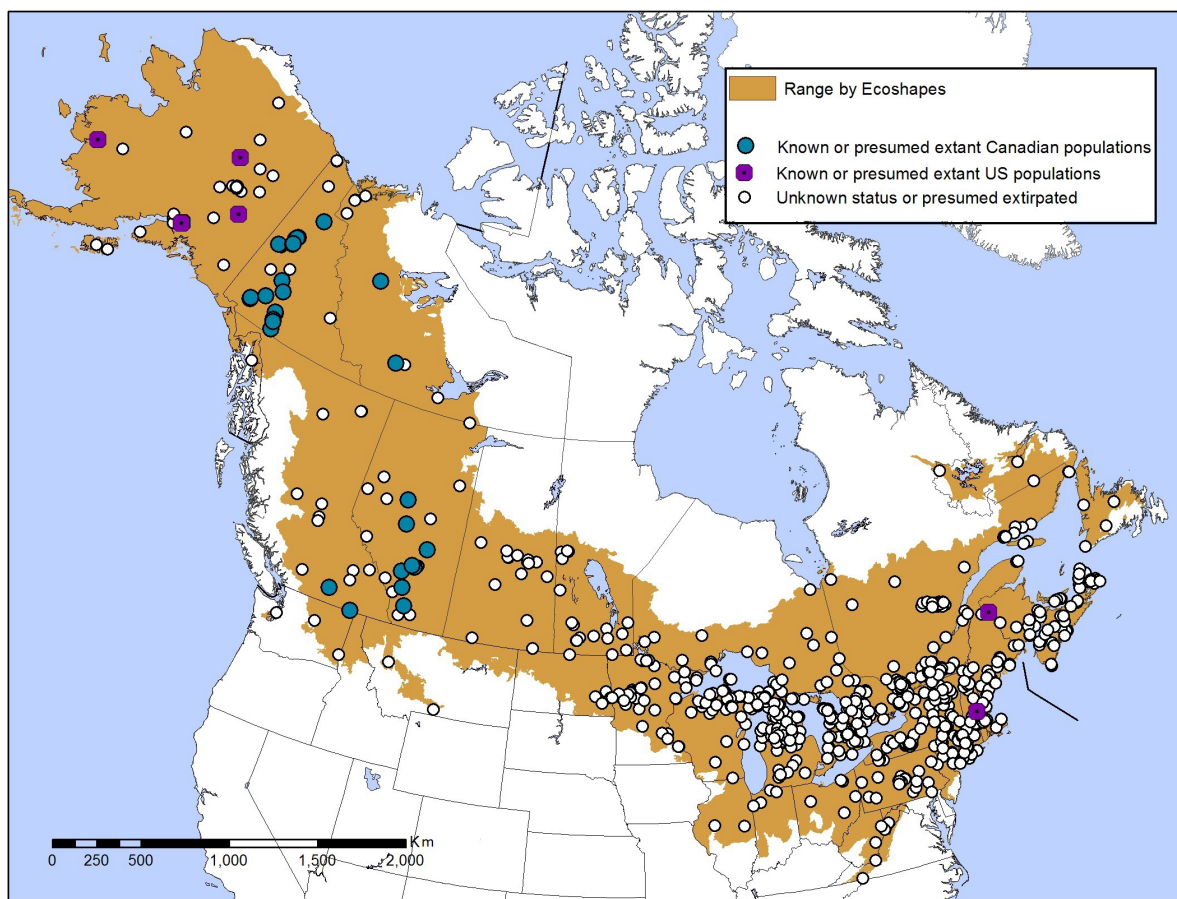 Range by Ecoshapes
Known or presumed extant Canadian populations
Known or presumed extant US populations
Unknown status or presumed extirpated
Km
0 250 500 1,000 1,500 2,000